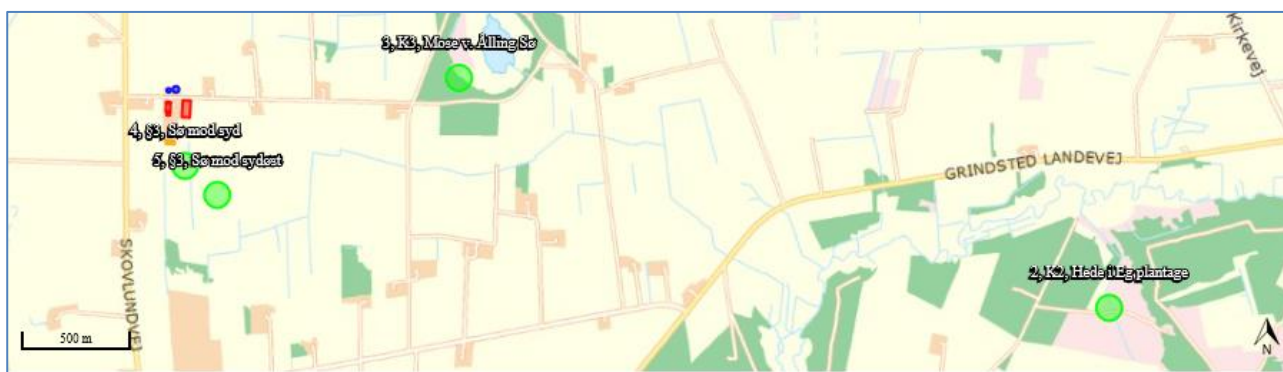 Kirkevej
3, K3, Mose v. Ålling Sø
4, §3, Sø mod syd
5, §3, Sø mod sydøst
GRINDSTED LANDEVEJ
SKOVLUNDVEJ
2, K2, Hede i Eg plantage
500 m
N